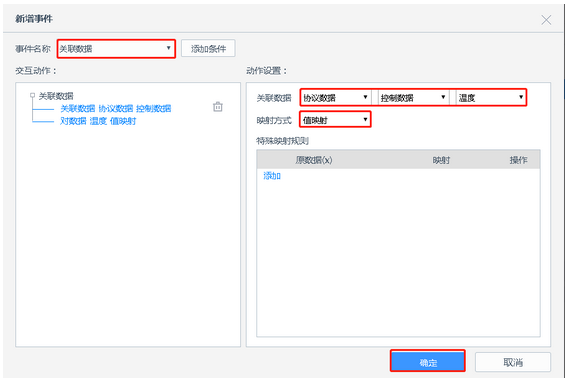 新增事件
事件名称 关联数据 添加条件
交互动作： 动作设置：
关联数据
关联数据 协议数据 控制数据
对数据 温度 值映射
关联数据 协议数据 控制数据 温度
映射方式 值映射
特殊映射规则
原数据(x) 映射 操作
添加
确定 取消